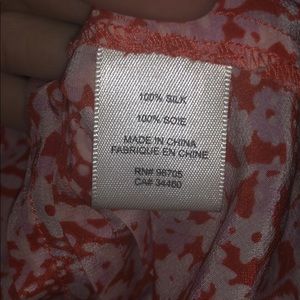 100% SILK
100% SOIE
MADE IN CHINA
FABRIQUE EN CHINE
RN# 96705
CA# 34460